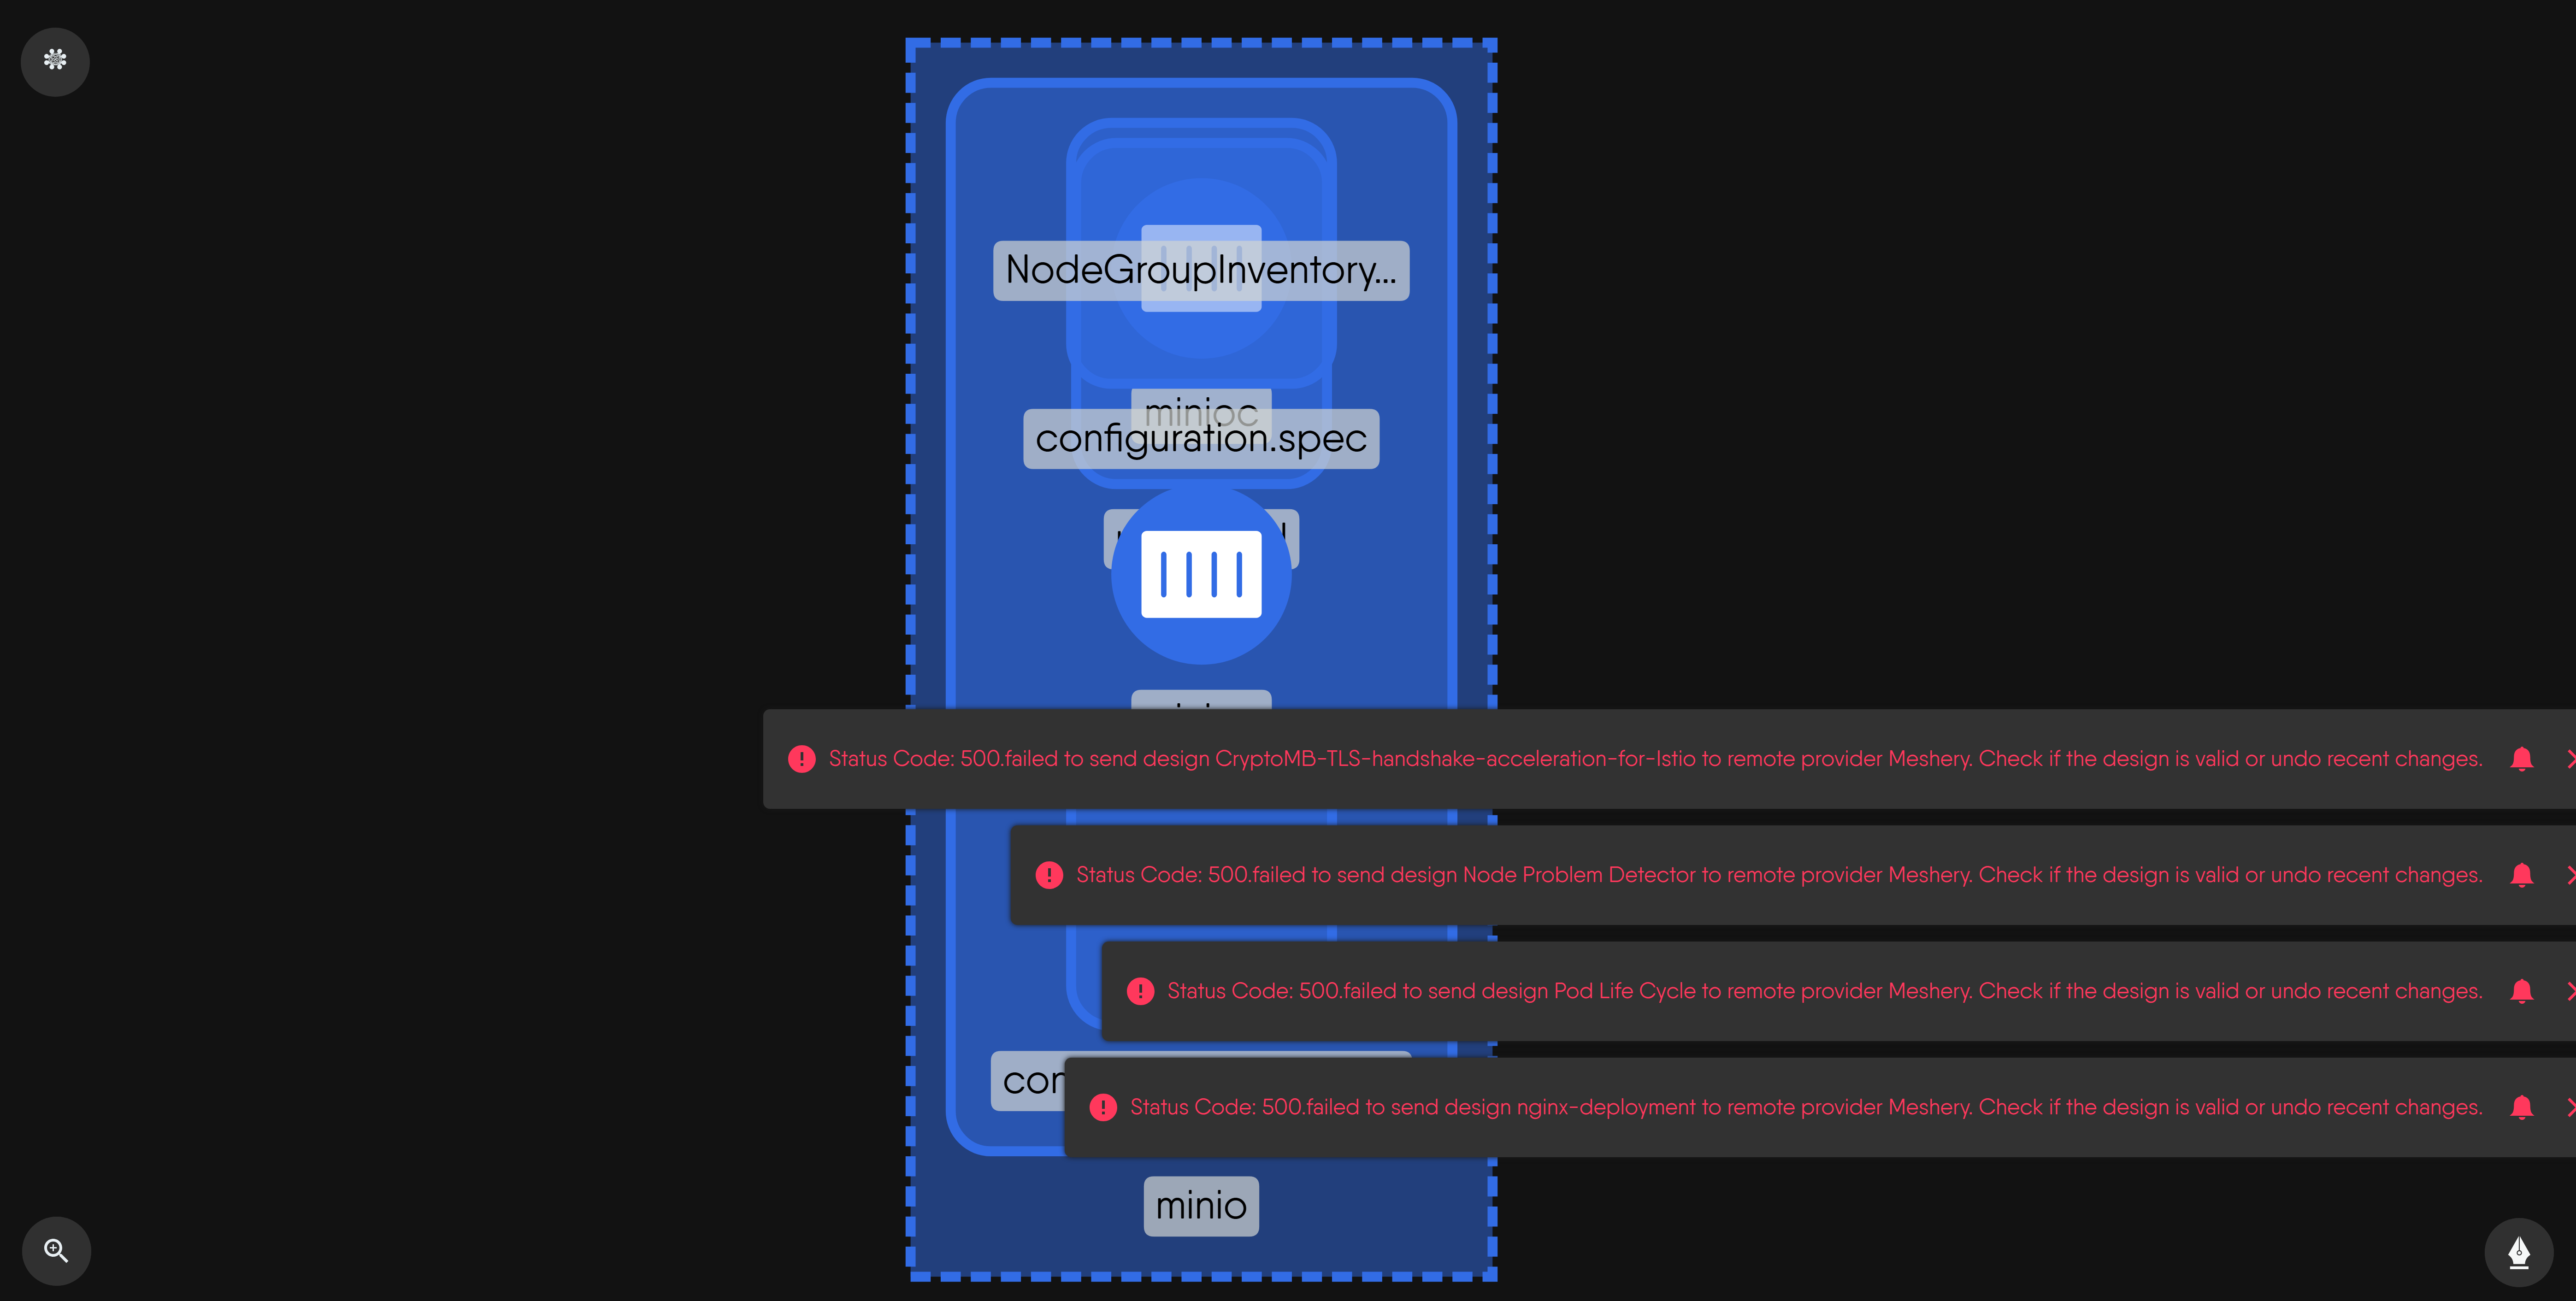 NodeGroupInventory...
minioc
configuration.spec
Status Code: 500.failed to send design CryptoMB-TLS-handshake-acceleration-for-Istio to remote provider Meshery. Check if the design is valid or undo recent changes.
Status Code: 500.failed to send design Node Problem Detector to remote provider Meshery. Check if the design is valid or undo recent changes.
Status Code: 500.failed to send design Pod Life Cycle to remote provider Meshery. Check if the design is valid or undo recent changes.
con
Status Code: 500.failed to send design nginx-deployment to remote provider Meshery. Check if the design is valid or undo recent changes.
minio